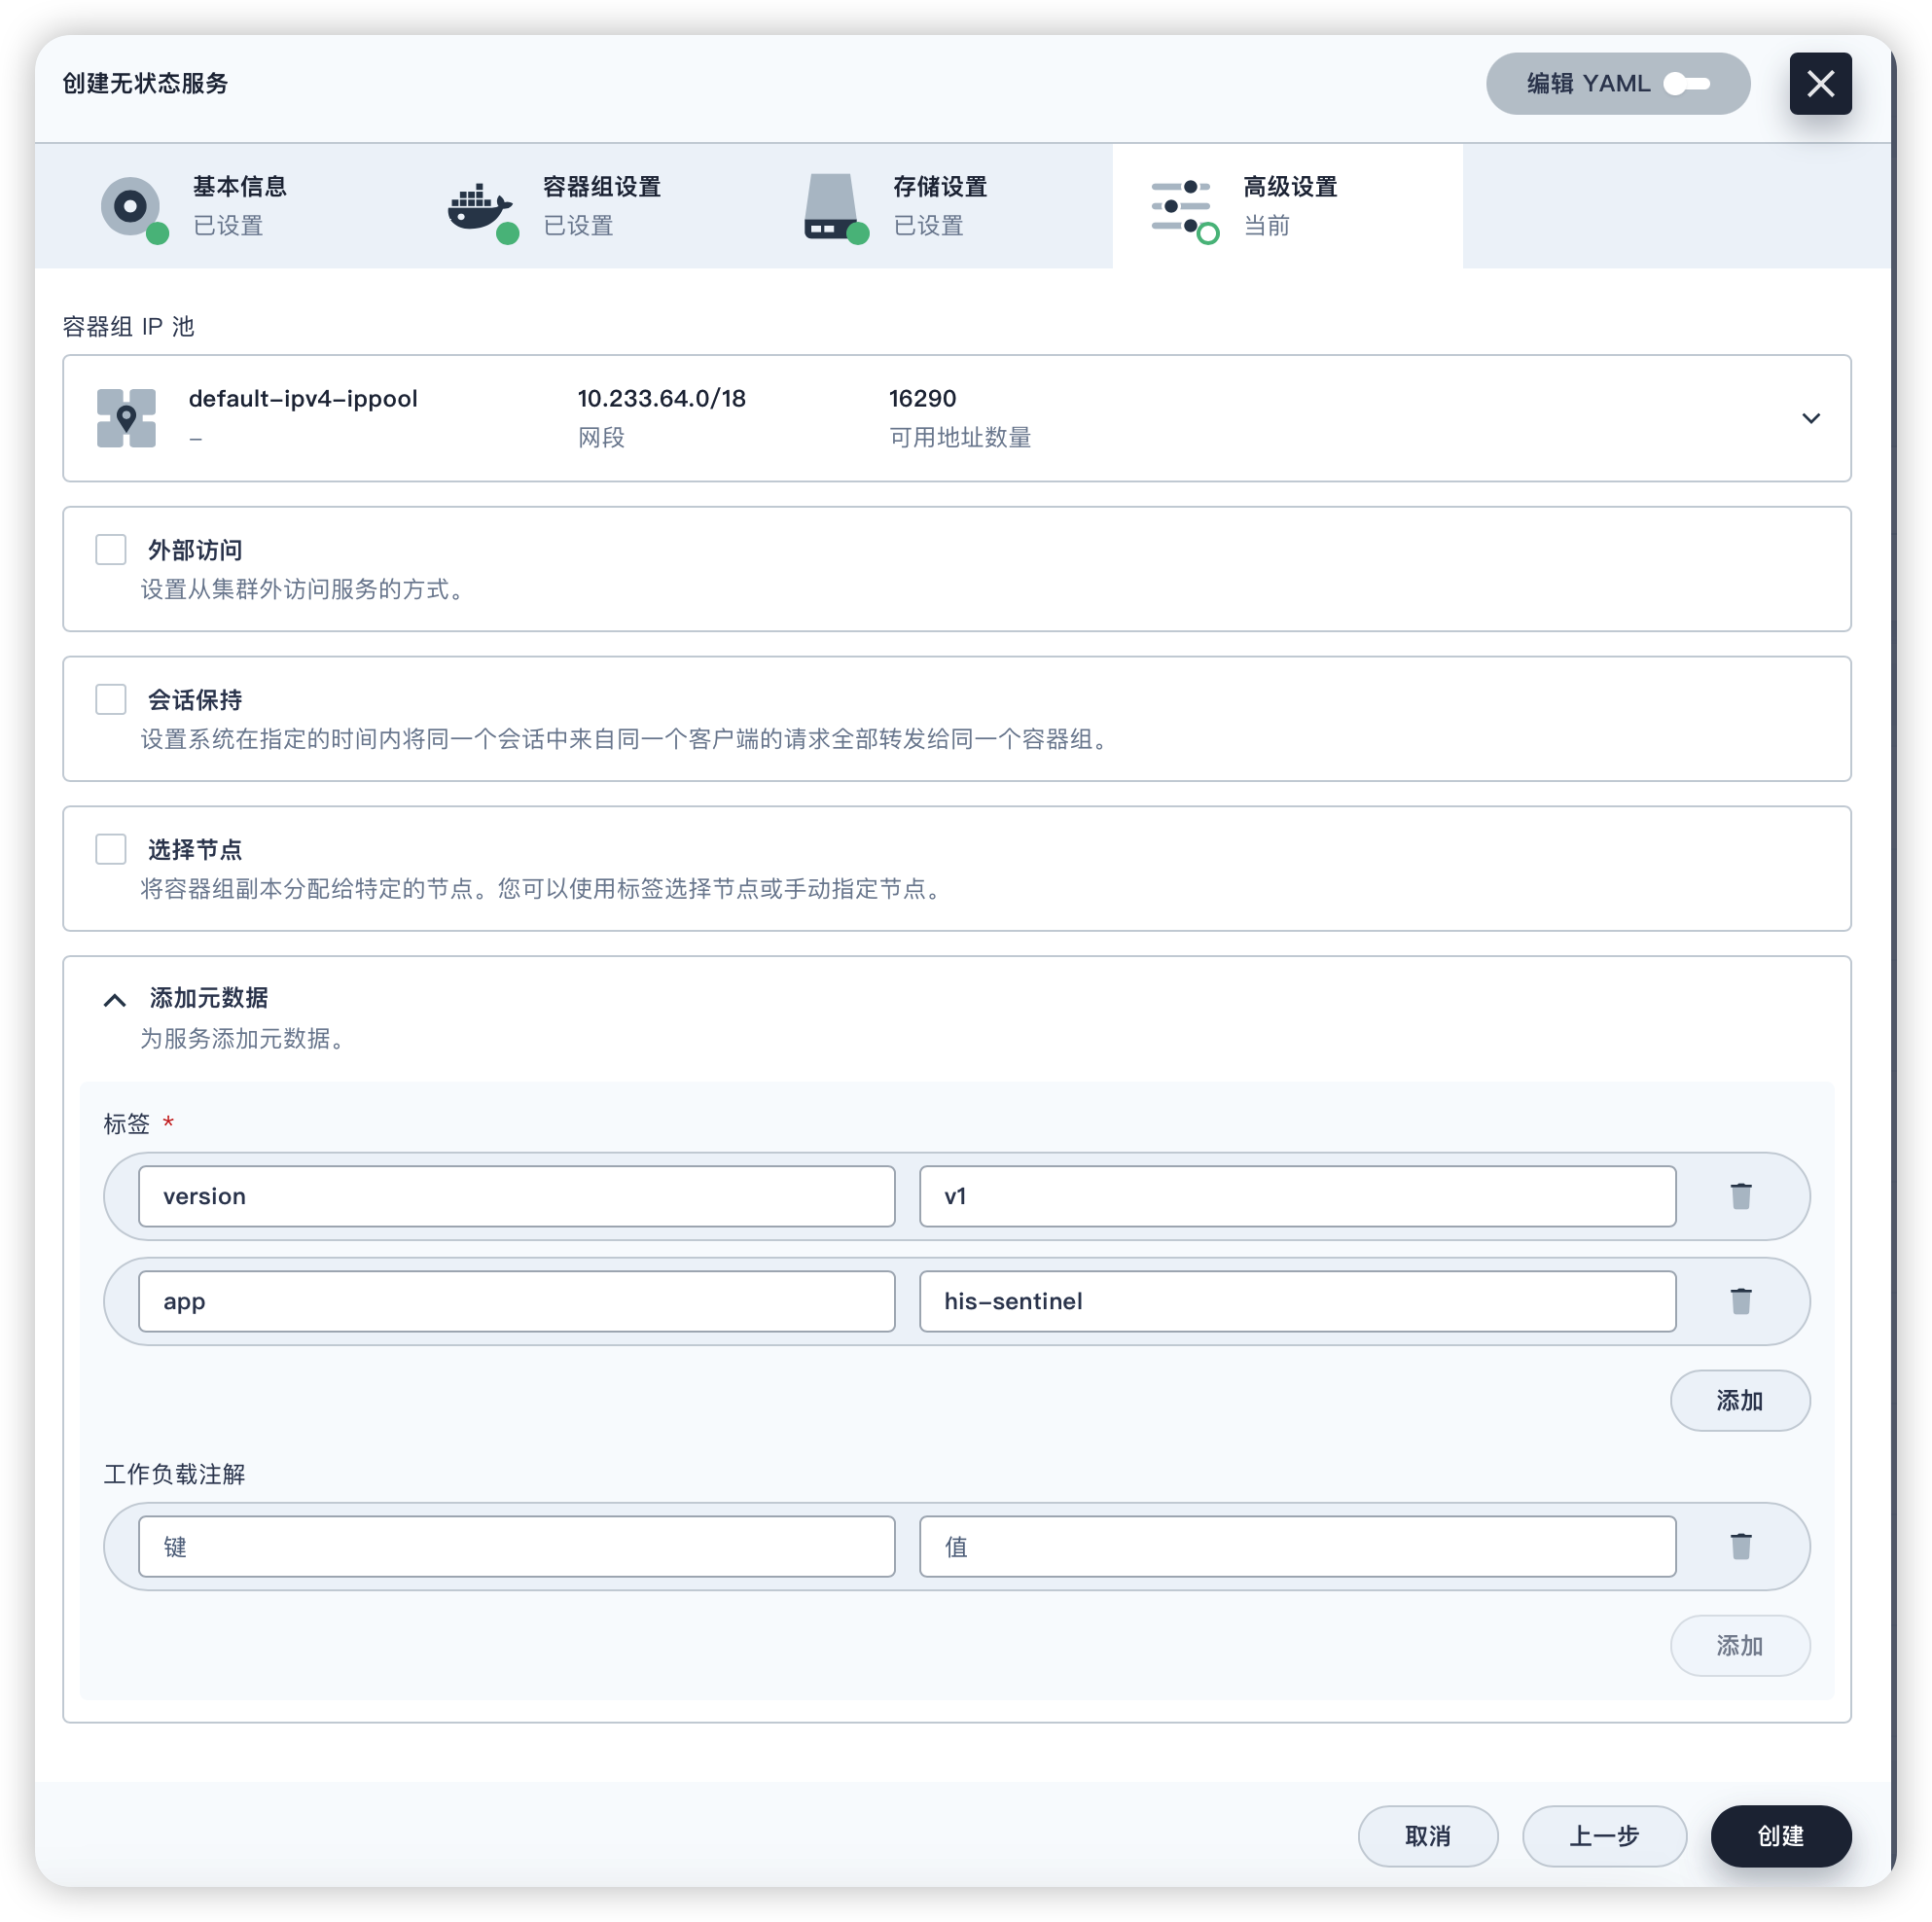 创建无状态服务
编辑 YAML
基本信息
已设置
容器组设置
已设置
存储设置
已设置
高级设置
当前
容器组 IP 池
default-ipv4-ippool
-
10.233.64.0/18
网段
16290
可用地址数量
外部访问
设置从集群外访问服务的方式。
会话保持
设置系统在指定的时间内将同一个会话中来自同一个客户端的请求全部转发给同一个容器组。
选择节点
将容器组副本分配给特定的节点。您可以使用标签选择节点或手动指定节点。
添加元数据
为服务添加元数据。
标签 *
version
v1
app
his-sentinel
添加
工作负载注解
键
值
添加
取消
上一步
创建